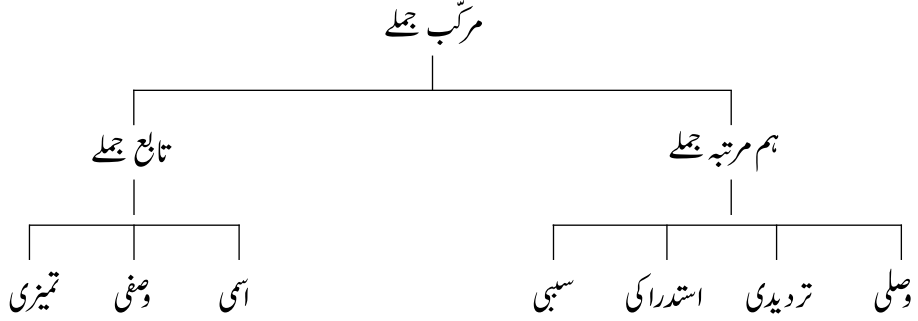 مرکّب جملے
ہم مرتبہ جملے تابع جملے
وصلی تردیدی استدراکی سببی اسمی وصفی تمیزی